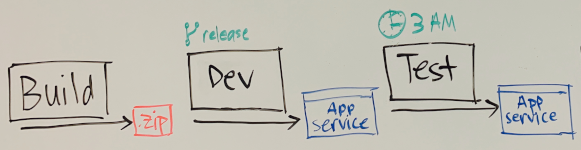 release
3 AM
Build
Dev
Test
.zip
App
service
App
service